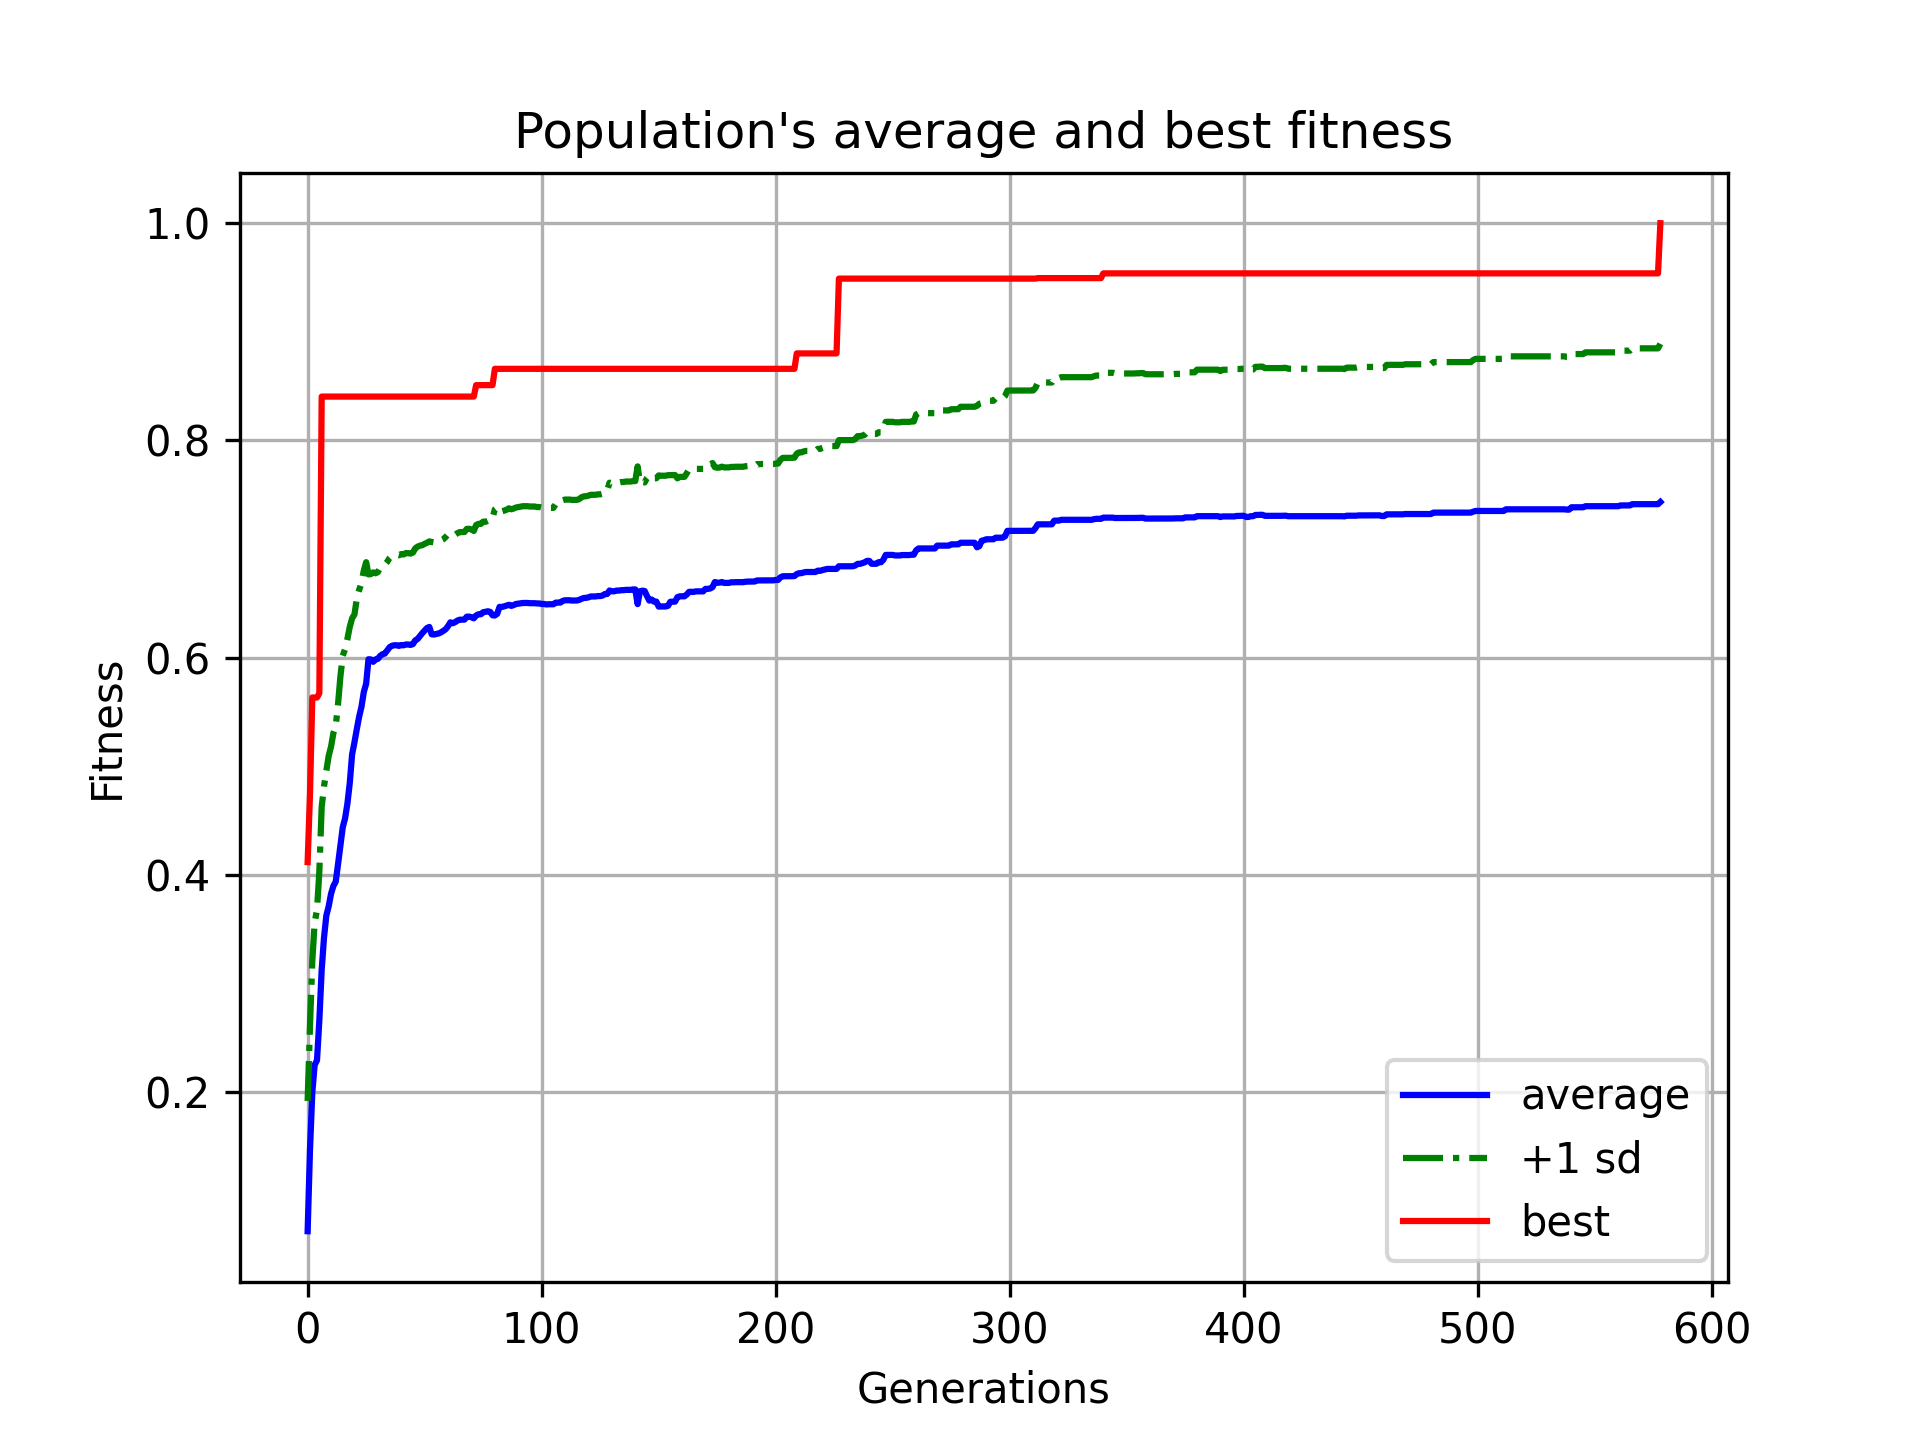 Population's average and best fitness
1.0
0.8
0.6
0.4
0.2
Fitness
0 100 200 300 400 500 600
Generations
average
+1 sd
best